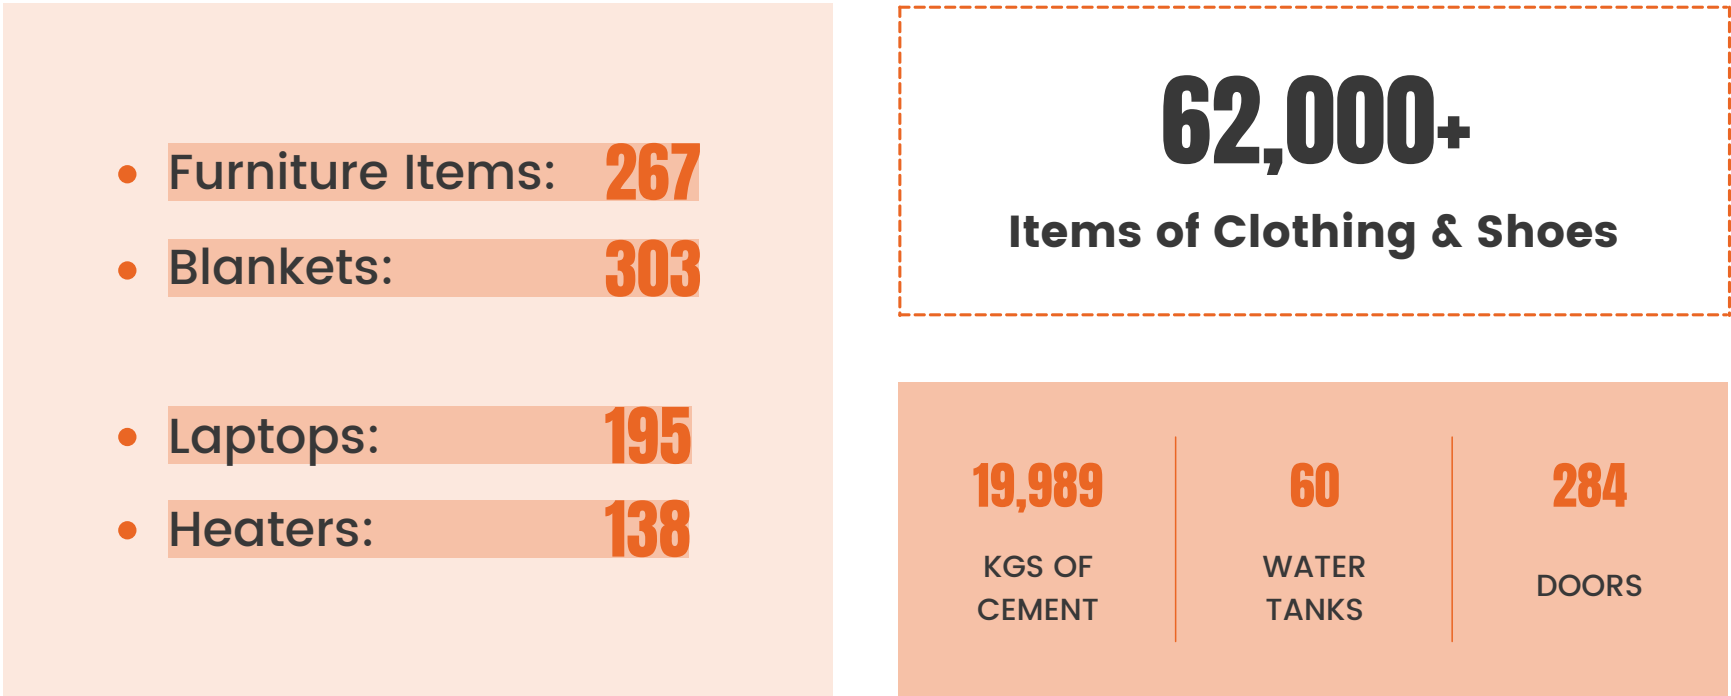 Furniture Items: 267
Blankets: 303
Laptops: 195
Heaters: 138
62,000+
Items of Clothing & Shoes
19,989
KGS OF
CEMENT
60
WATER
TANKS
284
DOORS